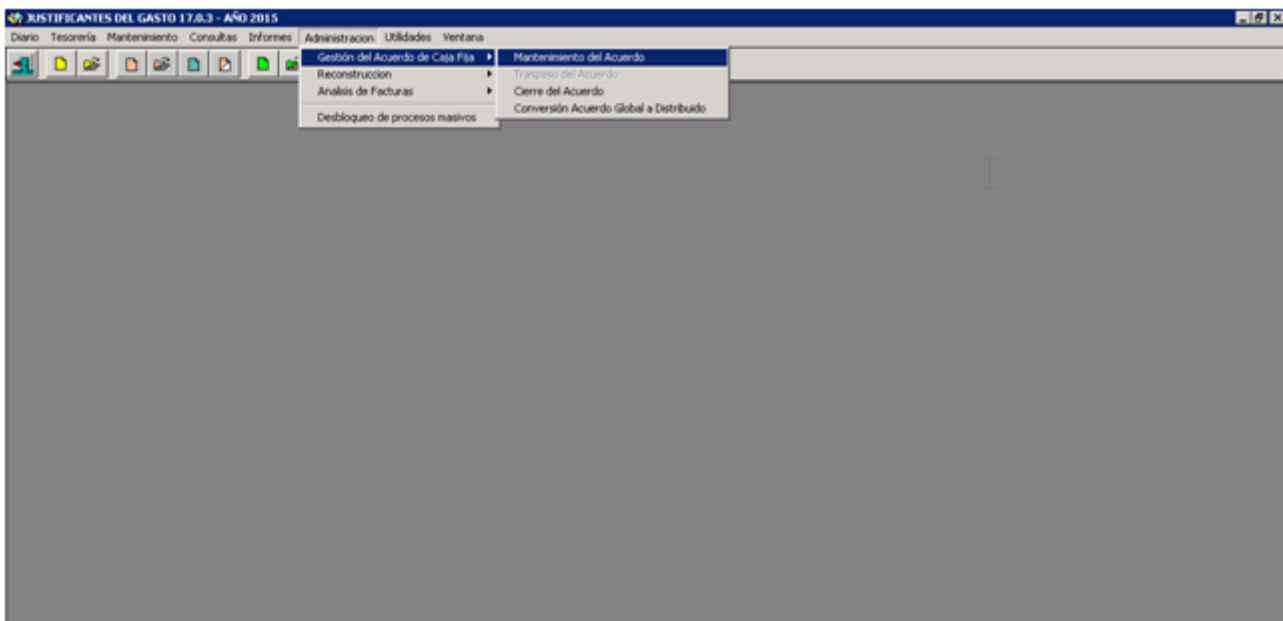 JUSTIFICANTES DEL GASTO 17.0.3 - AÑO 2015
Diario Tesorería Mantenimiento Consultas Informes Administracion Utilidades Ventana
Gestión del Acuerdo de Caja Fija
Reconstruccion
Analisis de Facturas
Desbloqueo de procesos masivos
Mantenimiento del Acuerdo
Traspaso del Acuerdo
Cierre del Acuerdo
Conversión Acuerdo Global a Distribuido